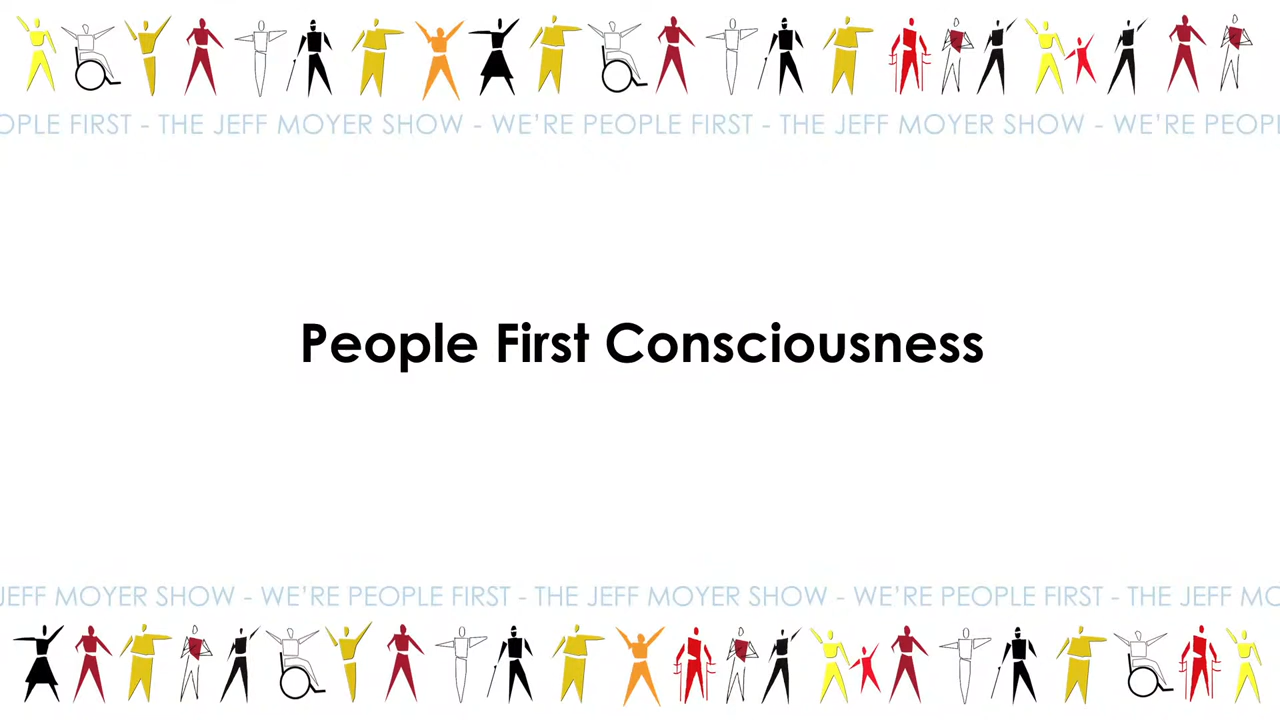 OPLE FIRST - THE JEFF MOYER SHOW - WE'RE PEOPLE FIRST - THE JEFF MOYER SHOW - WE'RE PEOPL
People First Consciousness
JEFF MOYER SHOW - WE'RE PEOPLE FIRST - THE JEFF MOYER SHOW - WE'RE PEOPLE FIRST - THE JEFF MO